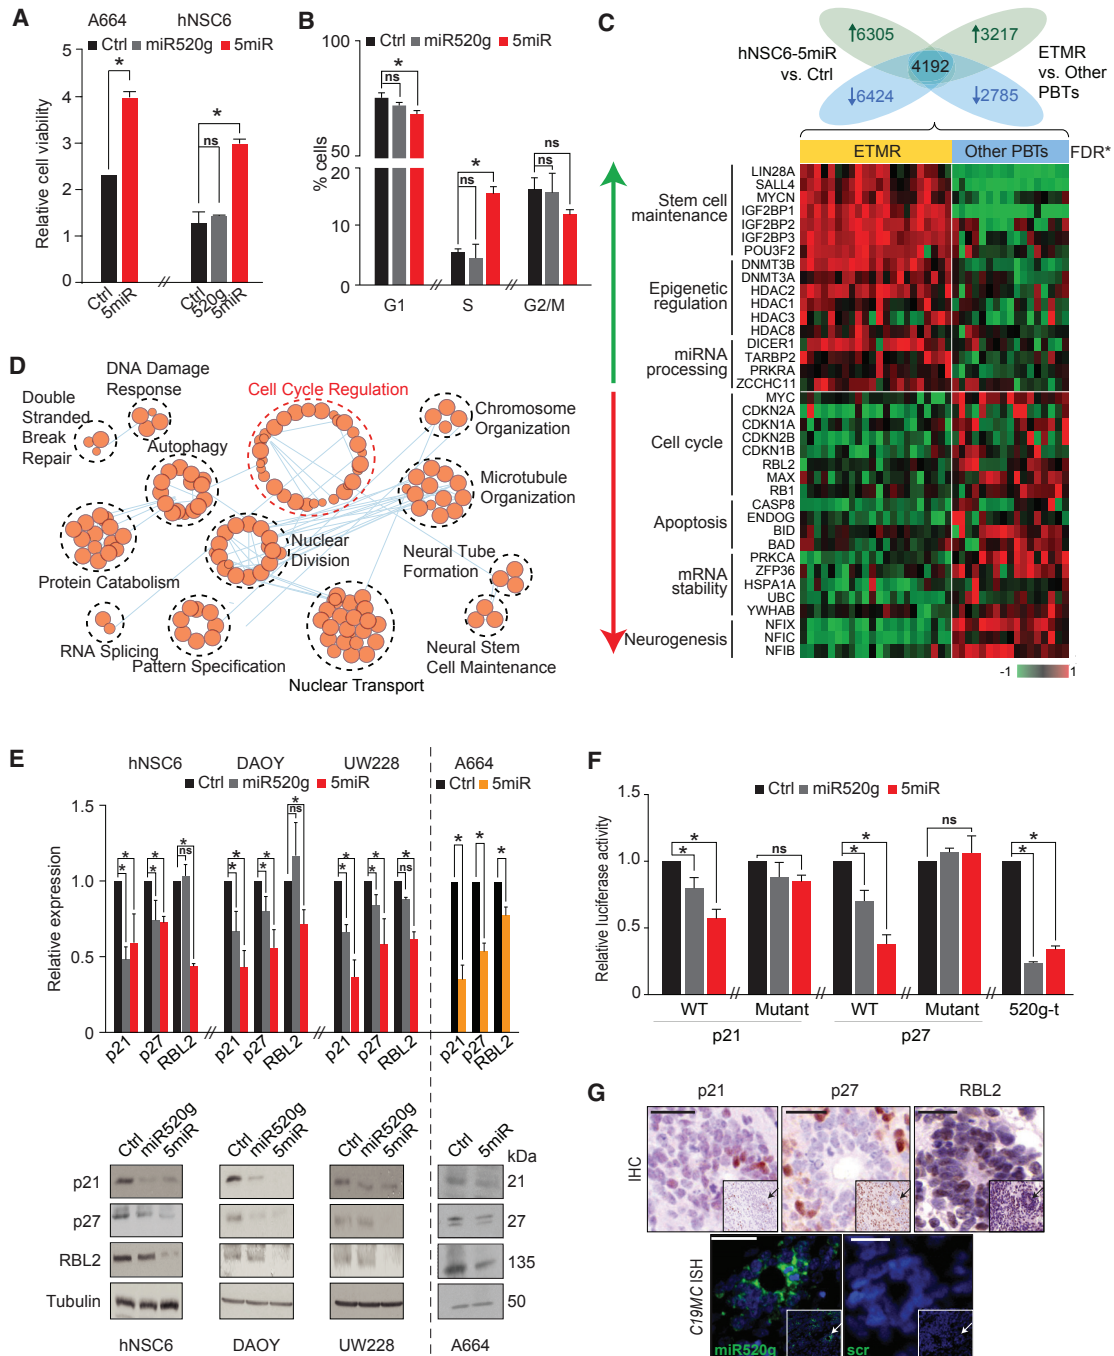 A
A664
hNSC6
Ctrl miR520g 5miR
Relative cell viability
5
4
3
2
1
0
*
*
ns
Ctrl
5miR
Ctrl
520g
5miR
B
Ctrl miR520g 5miR
% cells
100
50
20
10
0
*
ns
*
ns
ns
ns
G1
S
G2/M
C
hNSC6-5miR
vs. Ctrl
6305
3217
4192
6424
2785
ETMR
vs. Other
PBTs
ETMR
Other PBTs
FDR*
Stem cell
maintenance
LIN28A
SALL4
MYCN
IGF2BP1
IGF2BP2
IGF2BP3
POU3F2
Epigenetic
regulation
DNMT3B
DNMT3A
HDAC2
HDAC1
HDAC3
HDAC8
miRNA
processing
DICER1
TARBP2
PRKRA
ZCCHC11
Cell cycle
MYC
CDKN2A
CDKN1A
CDKN2B
CDKN1B
RBL2
MAX
RB1
Apoptosis
CASP8
ENDOG
BID
BAD
mRNA
stability
PRKCA
ZFP36
HSPA1A
UBC
YWHAB
Neurogenesis
NFIX
NFIC
NFIB
-1
1
D
DNA Damage
Response
Double
Stranded
Break
Repair
Autophagy
Cell Cycle Regulation
Chromosome
Organization
Microtubule
Organization
Nuclear
Division
Neural Tube
Formation
Protein Catabolism
RNA Splicing
Pattern Specification
Nuclear Transport
Neural Stem
Cell Maintenance
E
hNSC6
DAOY
UW228
A664
Ctrl miR520g 5miR
Ctrl 5miR
Relative expression
1.5
1.0
0.5
0
*
*
*
*
*
ns
*
*
*
*
*
ns
*
*
*
*
*
ns
*
*
*
p21
p27
RBL2
p21
p27
RBL2
p21
p27
RBL2
p21
p27
RBL2
Ctrl
miR520g
5miR
Ctrl
miR520g
5miR
Ctrl
miR520g
5miR
Ctrl
5miR
kDa
p21
21
p27
27
RBL2
135
Tubulin
50
hNSC6
DAOY
UW228
A664
F
Ctrl miR520g 5miR
Relative luciferase activity
1.5
1.0
0.5
0
*
*
ns
*
*
ns
*
*
WT
Mutant
WT
Mutant
520g-t
p21
p27
G
p21
p27
RBL2
IHC
C19MC ISH
miR520g
scr